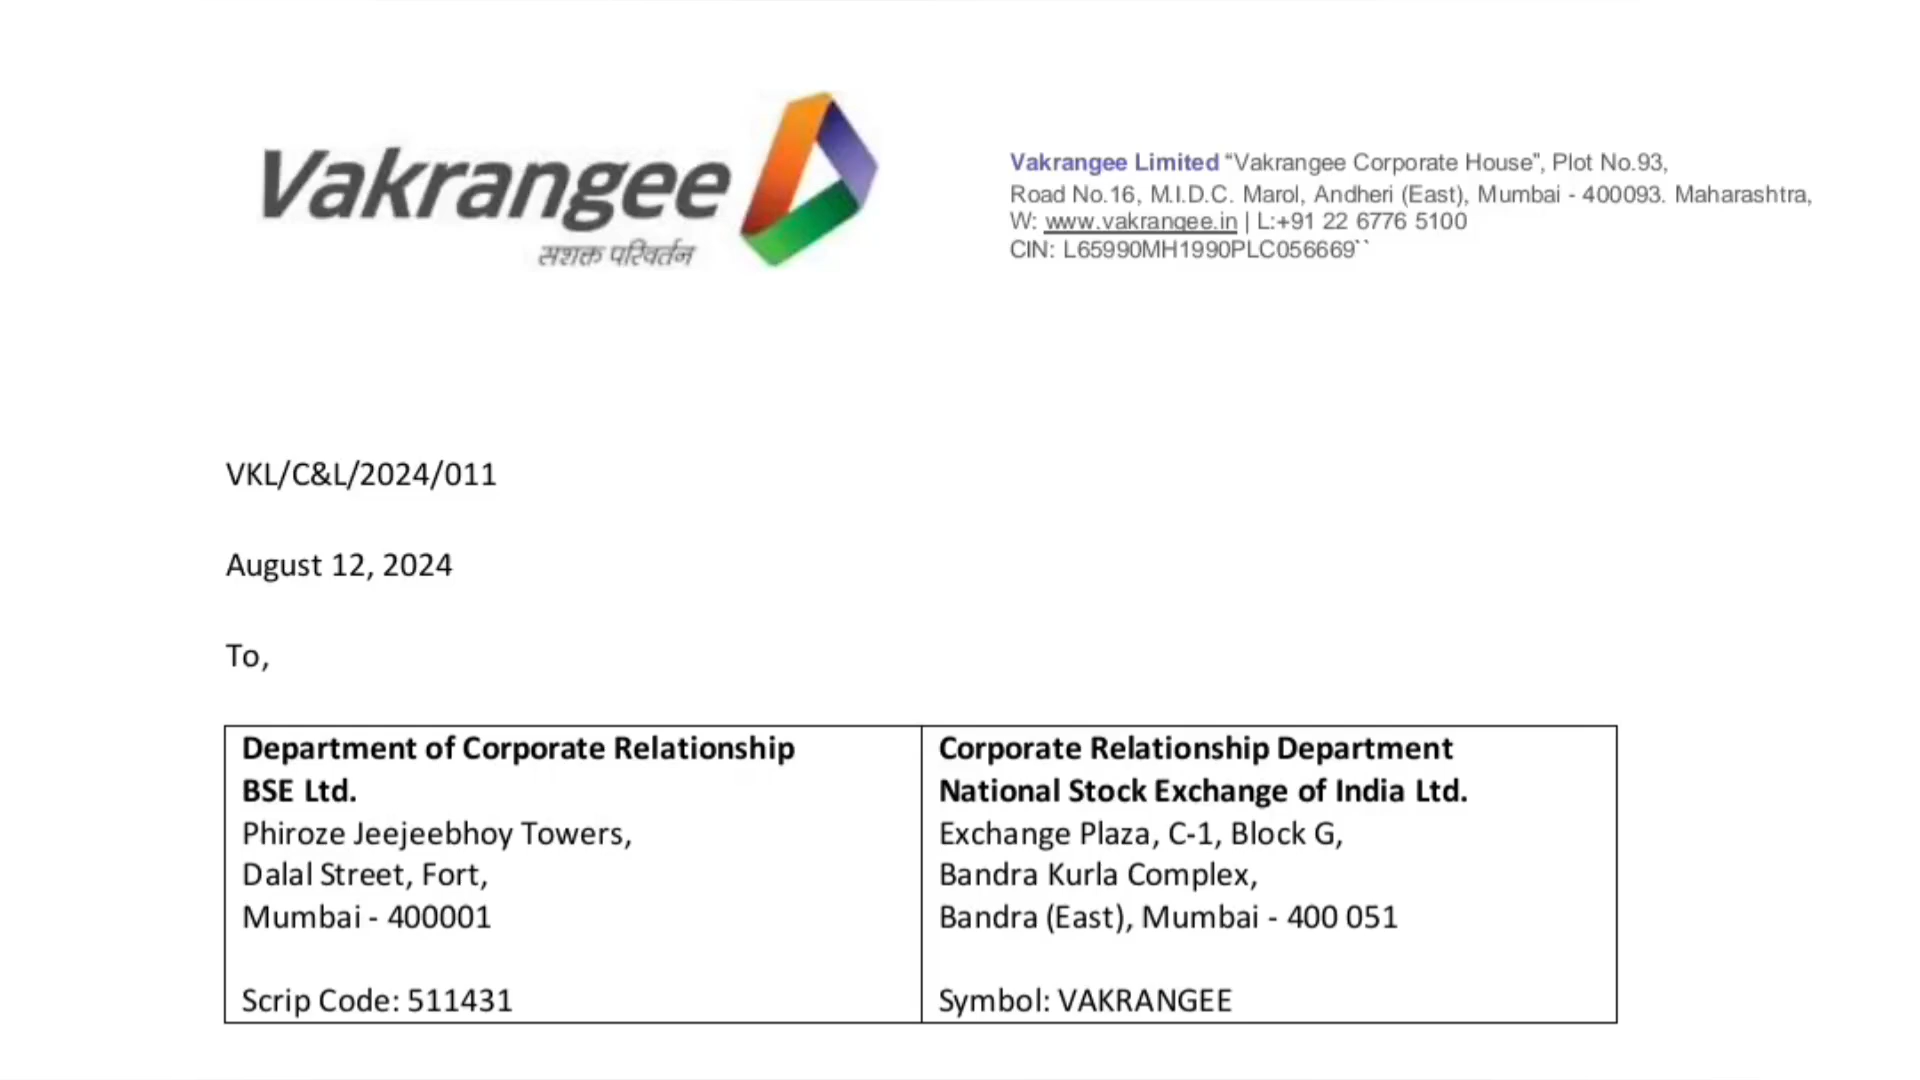 Vakrangee
सशक्त परिवर्तन
Vakrangee Limited “Vakrangee Corporate House”, Plot No.93,
Road No.16, M.I.D.C. Marol, Andheri (East), Mumbai - 400093. Maharashtra,
W: www.vakrangee.in | L:+91 22 6776 5100
CIN: L65990MH1990PLC056669``
VKL/C&L/2024/011
August 12, 2024
To,
Department of Corporate Relationship
BSE Ltd.
Phiroze Jeejeebhoy Towers,
Dalal Street, Fort,
Mumbai - 400001
Scrip Code: 511431
Corporate Relationship Department
National Stock Exchange of India Ltd.
Exchange Plaza, C-1, Block G,
Bandra Kurla Complex,
Bandra (East), Mumbai - 400 051
Symbol: VAKRANGEE